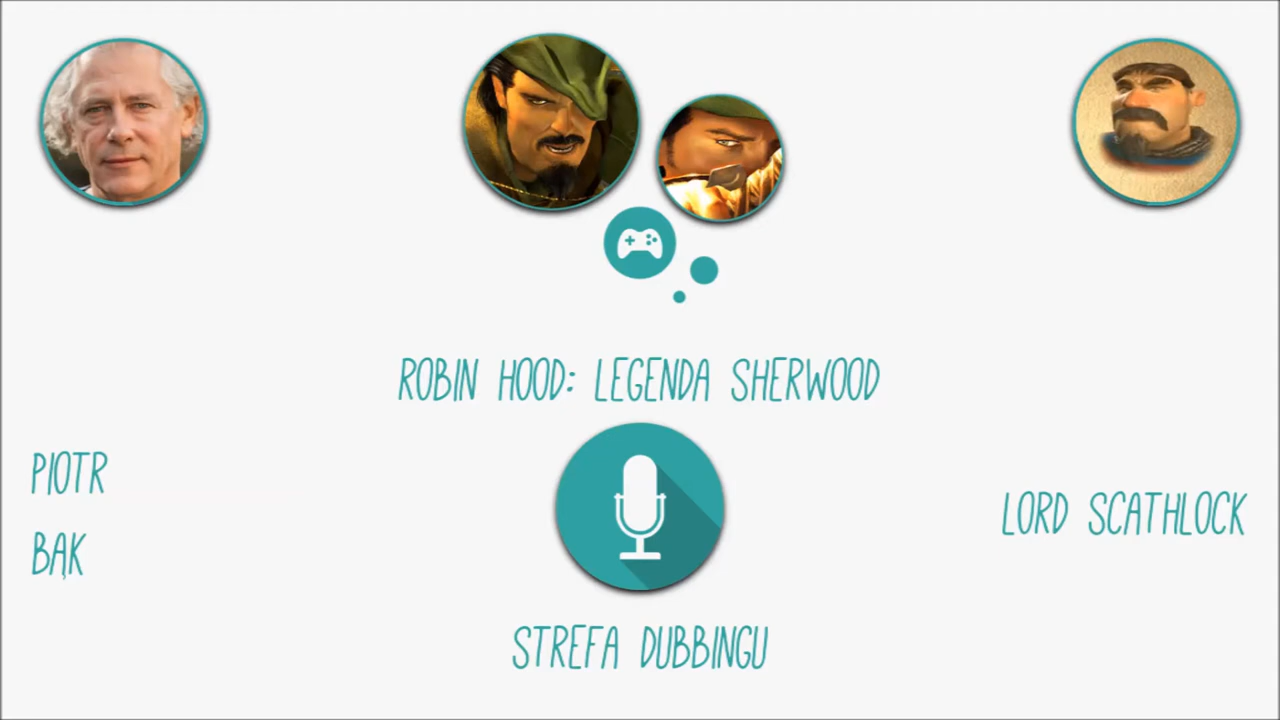 ROBIN HOOD: LEGENDA SHERWOOD
PIOTR
BĄK
LORD SCATHLOCK
STREFA DUBBINGU